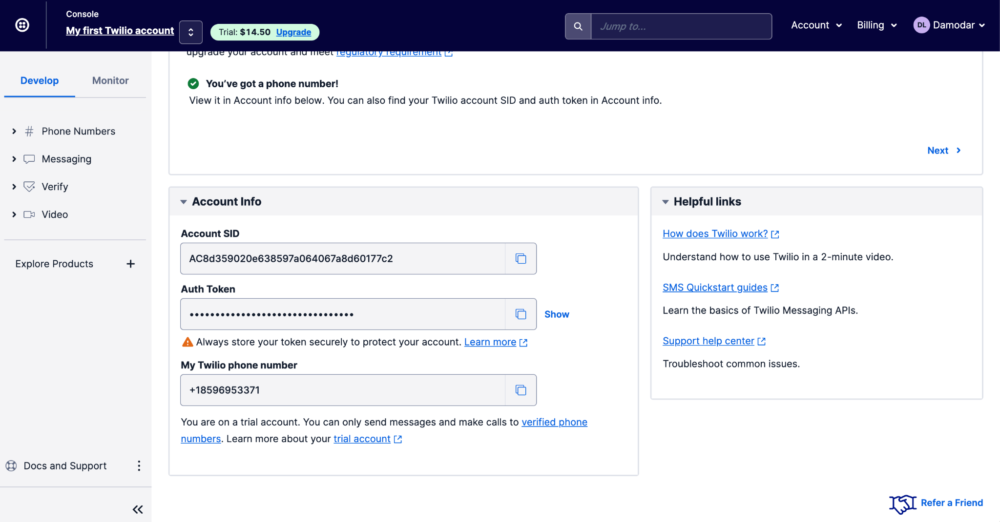 Console
My first Twilio account
Trial: $14.50 Upgrade
Jump to...
Account
Billing
DL Damodar
Develop
Monitor
Phone Numbers
Messaging
Verify
Video
Explore Products
Docs and Support
upgrade your account and meet regulatory requirement
You've got a phone number!
View it in Account info below. You can also find your Twilio account SID and auth token in Account info.
Next
Account Info
Account SID
AC8d359020e638597a064067a8d60177c2
Auth Token
••••••••••••••••••••••••••••••••
Show
Always store your token securely to protect your account. Learn more
My Twilio phone number
+18596953371
You are on a trial account. You can only send messages and make calls to verified phone
numbers. Learn more about your trial account
Helpful links
How does Twilio work?
Understand how to use Twilio in a 2-minute video.
SMS Quickstart guides
Learn the basics of Twilio Messaging APIs.
Support help center
Troubleshoot common issues.
Refer a Friend